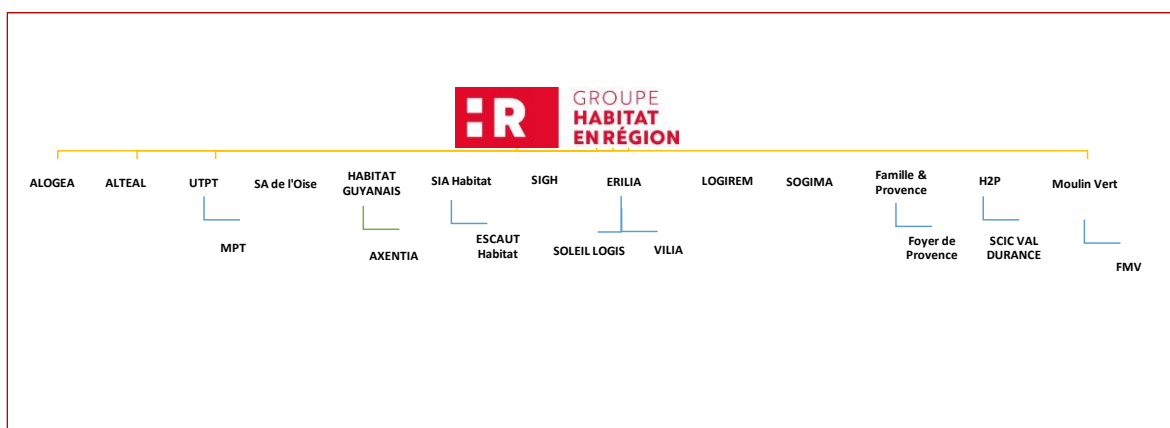 GROUPE
HABITAT
EN RÉGION
ALOGEA
ALTEAL
UTPT
SA de l'Oise
HABITAT
GUYANAIS
SIA Habitat
SIGH
ERILIA
LOGIREM
SOGIMA
Famille &
Provence
H2P
Moulin Vert
MPT
AXENTIA
ESCAUT
Habitat
SOLEIL LOGIS
VILIA
Foyer de
Provence
SCIC VAL
DURANCE
FMV